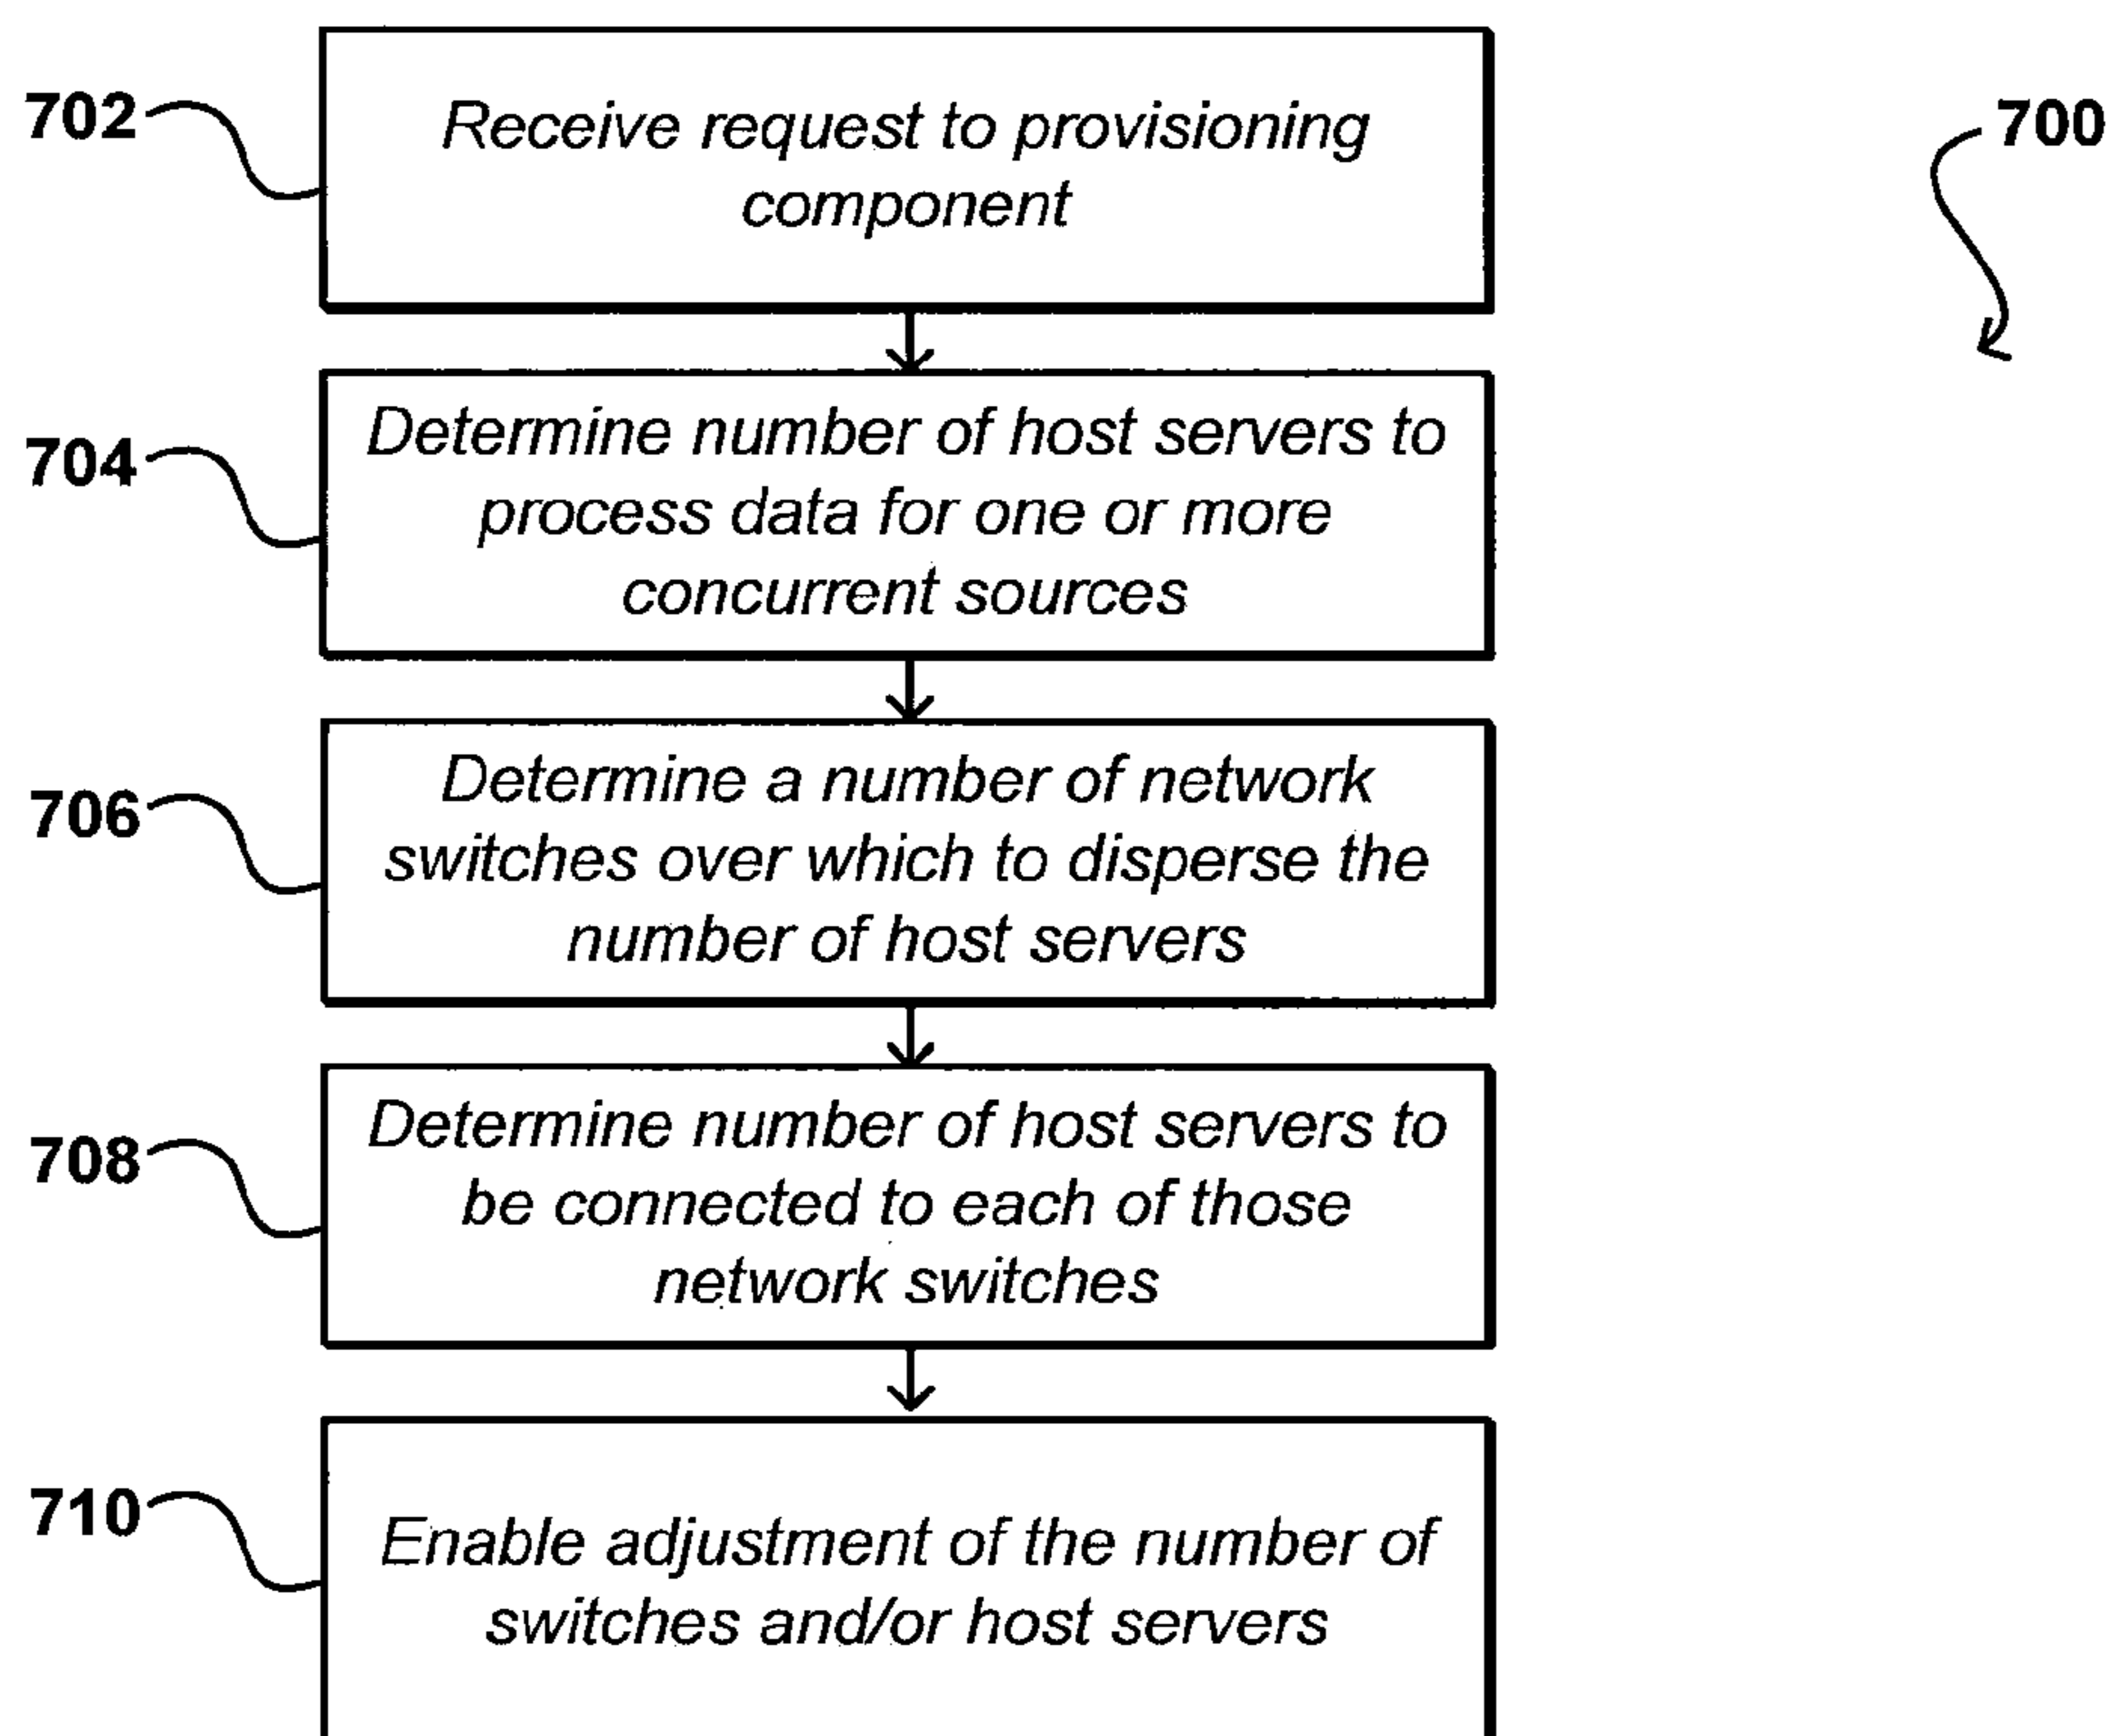 702
Receive request to provisioning
component
700
704
Determine number of host servers to
process data for one or more
concurrent sources
706
Determine a number of network
switches over which to disperse the
number of host servers
708
Determine number of host servers to
be connected to each of those
network switches
710
Enable adjustment of the number of
switches and/or host servers